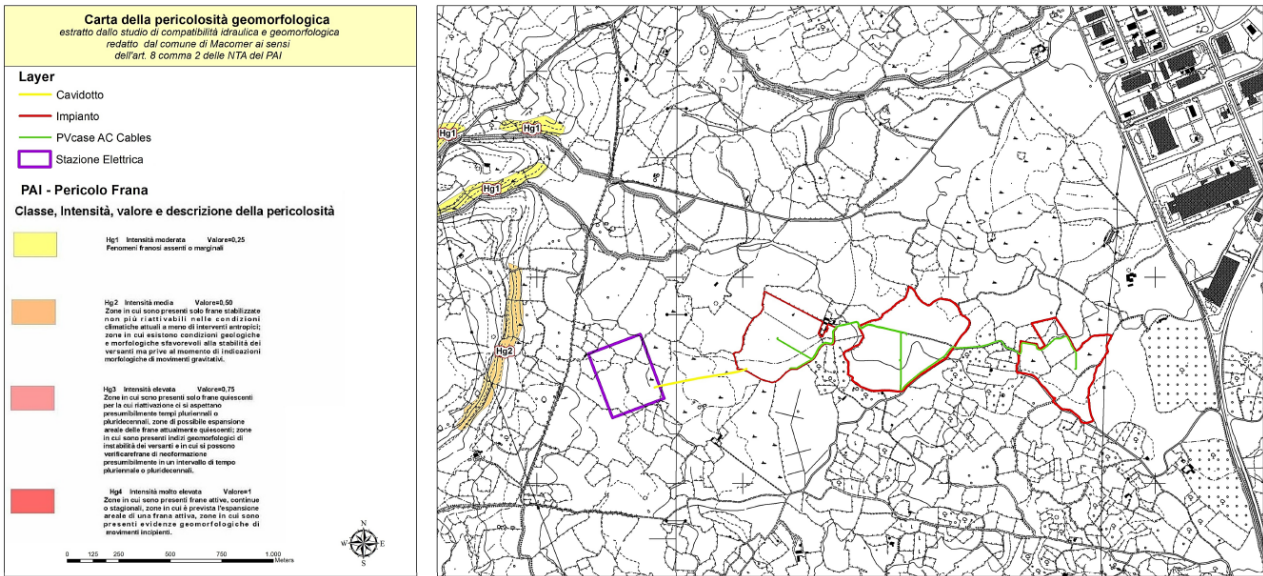 Carta della pericolosità geomorfologica
estratto dallo studio di compatibilità idraulica e geomorfologica
redatto dal comune di Macomer ai sensi
dell'art. 8 comma 2 delle NTA del PAI
Layer
Cavidotto
Impianto
PVcase AC Cables
Stazione Elettrica
PAI - Pericolo Frana
Classe, Intensità, valore e descrizione della pericolosità
Hg1 Intensità moderata Valore=0,25
Fenomeni franosi assenti o marginali
Hg2 Intensità media Valore=0,50
Zone in cui sono presenti solo frane stabilizzate
non più riattivabili nelle condizioni
climatiche attuali a meno di interventi antropici;
zone in cui esistono condizioni geologiche
e morfologiche sfavorevoli alla stabilità dei
versanti ma prive al momento di indicazioni
morfologiche di movimenti gravitativi.
Hg3 Intensità elevata Valore=0,75
Zone in cui sono presenti solo frane quiescenti
per la cui riattivazione ci si aspettano
presumibilmente tempi pluriennali o
pluridecennali, zone di possibile espansione
areale delle frane attualmente quiescenti; zone
in cui sono presenti indizi geomorfologici di
instabilità dei versanti e in cui si possono
verificarefrane di neoformazione
presumibilmente in un intervallo di tempo
pluriennale o pluridecennali.
Hg4 Intensità molto elevata Valore=1
Zone in cui sono presenti frane attive, continue
o stagionali, zone in cui è prevista l'espansione
areale di una frana attiva, zone in cui sono
presenti evidenze geomorfologiche di
movimenti incipienti.
N
W E
S
0 125 250 500 750 1.000
Meters
Hg1
Hg1
Hg1
Hg2